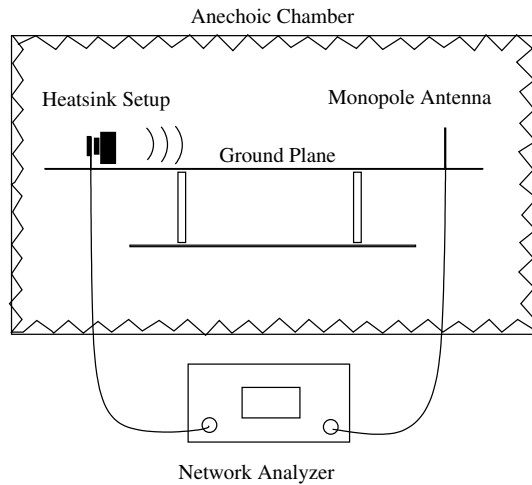 Anechoic Chamber
Heatsink Setup
Monopole Antenna
Ground Plane
Network Analyzer